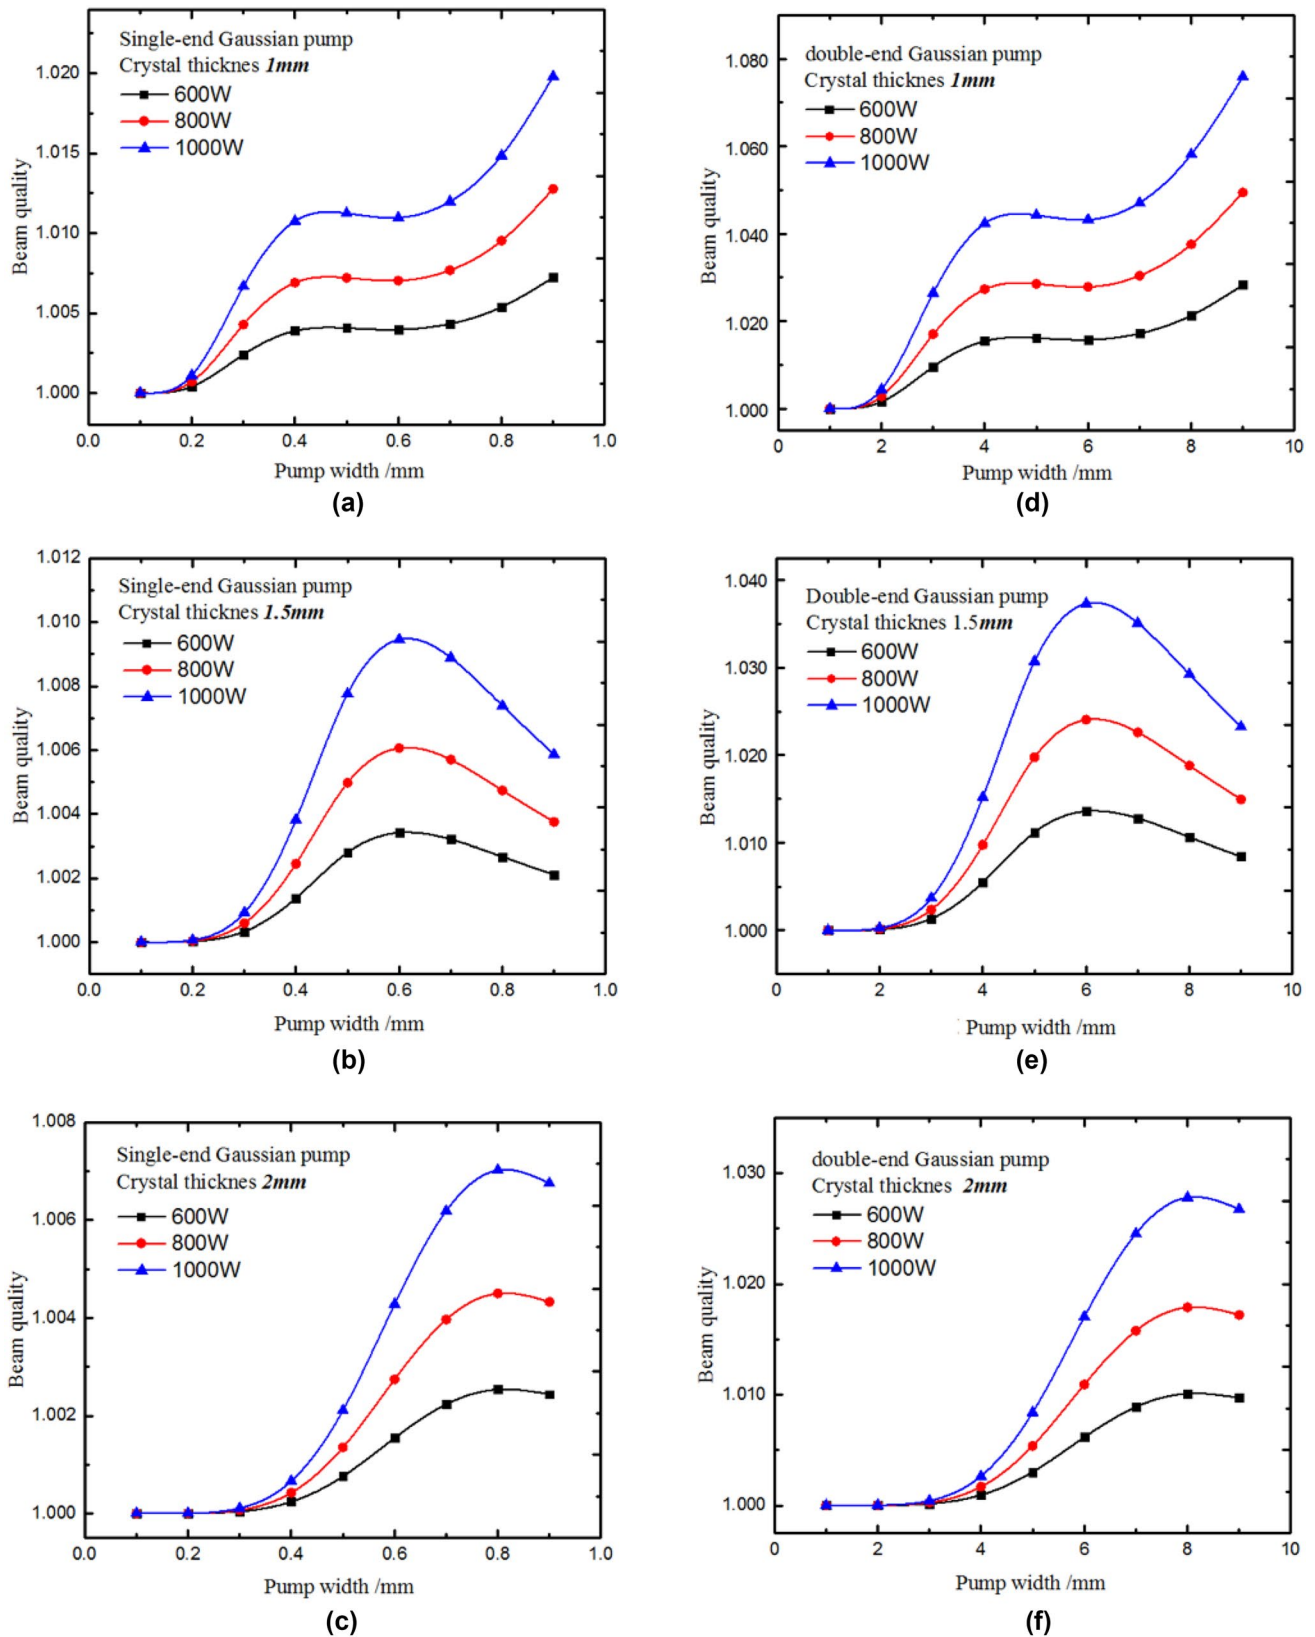 Single-end Gaussian pump
Crystal thicknes 1mm
600W
800W
1000W
Beam quality
1.020
1.015
1.010
1.005
1.000
0.0 0.2 0.4 0.6 0.8 1.0
Pump width /mm
(a)
double-end Gaussian pump
Crystal thicknes 1mm
600W
800W
1000W
Beam quality
1.080
1.060
1.040
1.020
1.000
0 2 4 6 8 10
Pump width /mm
(d)
Single-end Gaussian pump
Crystal thicknes 1.5mm
600W
800W
1000W
Beam quality
1.012
1.010
1.008
1.006
1.004
1.002
1.000
0.0 0.2 0.4 0.6 0.8 1.0
Pump width /mm
(b)
Double-end Gaussian pump
Crystal thicknes 1.5mm
600W
800W
1000W
Beam quality
1.040
1.030
1.020
1.010
1.000
0 2 4 6 8 10
Pump width /mm
(e)
Single-end Gaussian pump
Crystal thicknes 2mm
600W
800W
1000W
Beam quality
1.008
1.006
1.004
1.002
1.000
0.0 0.2 0.4 0.6 0.8 1.0
Pump width /mm
(c)
double-end Gaussian pump
Crystal thicknes 2mm
600W
800W
1000W
Beam quality
1.030
1.020
1.010
1.000
0 2 4 6 8 10
Pump width /mm
(f)